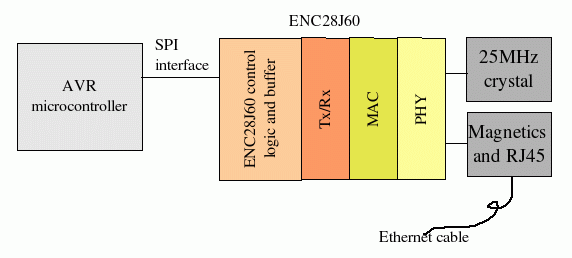 ENC28J60
SPI
interface
AVR
microcontroller
ENC28J60 control
logic and buffer
Tx/Rx
MAC
PHY
25MHz
crystal
Magnetics
and RJ45
Ethernet cable